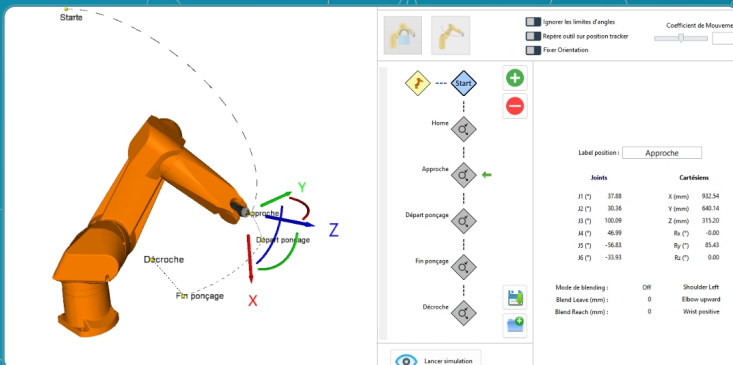 Starte
Y
Approche
Z
Départ ponçage
Décroche
Fin ponçage
X
Ignorer les limites d'angles
Repère outil sur position tracker
Fixer Orientation
Coefficient de Mouveme
Start
Home
Approche
Départ ponçage
Fin ponçage
Décroche
Lancer simulation
Label position : Approche
Joints Cartésiens
J1 (°) 37.88 X (mm) 932.54
J2 (°) 30.36 Y (mm) 640.14
J3 (°) 100.09 Z (mm) 315.20
J4 (°) 46.99 Rx (°) -0.00
J5 (°) -56.83 Ry (°) 85.43
J6 (°) -33.93 Rz (°) 0.00
Mode de blending : Off Shoulder Left
Blend Leave (mm) : 0 Elbow upward
Blend Reach (mm) : 0 Wrist positive